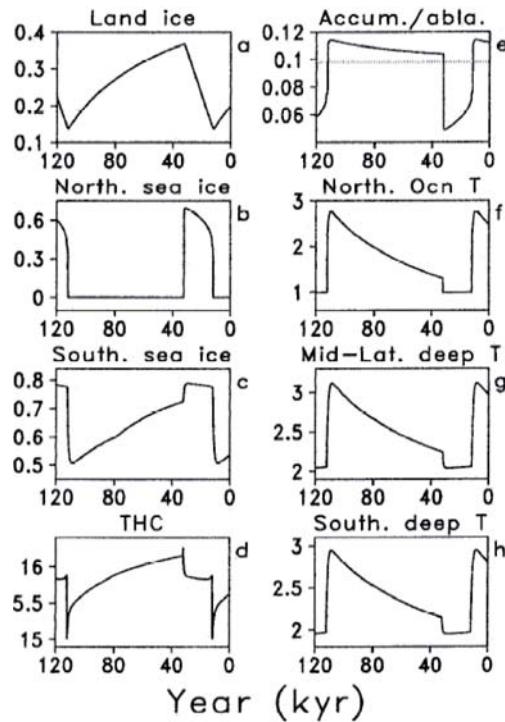 Land ice
a
0.4
0.3
0.2
0.1
120 80 40 0
Accum./abla.
e
0.12
0.1
0.08
0.06
120 80 40 0
North. sea ice
b
0.6
0.3
0
120 80 40 0
North. Ocn T
f
3
2
1
120 80 40 0
South. sea ice
c
0.8
0.7
0.6
0.5
120 80 40 0
Mid-Lat. deep T
g
3
2.5
2
120 80 40 0
THC
d
16
5.5
15
120 80 40 0
South. deep T
h
3
2.5
2
120 80 40 0
Year (kyr)